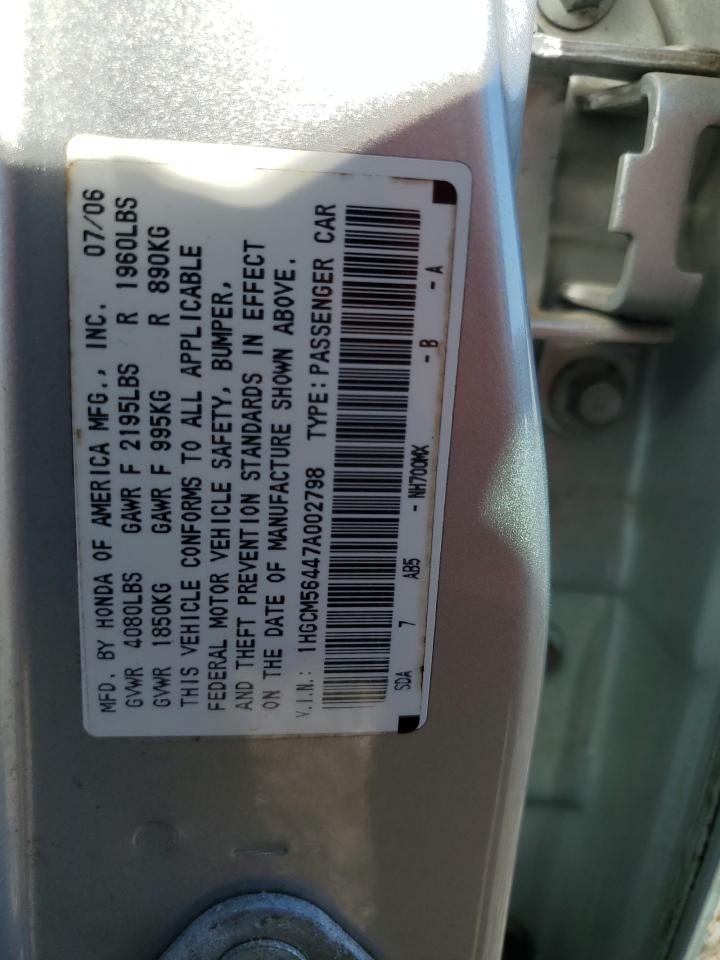 MFD. BY HONDA OF AMERICA MFG., INC. 07/06
GVWR 4080LBS GAWR F 2195LBS R 1960LBS
GVWR 1850KG GAWR F 995KG R 890KG
THIS VEHICLE CONFORMS TO ALL APPLICABLE
FEDERAL MOTOR VEHICLE SAFETY, BUMPER,
AND THEFT PREVENTION STANDARDS IN EFFECT
ON THE DATE OF MANUFACTURE SHOWN ABOVE.
V.I.N.: 1HGCM56447A002798 TYPE: PASSENGER CAR
SDA 7 AB5 - NH700MX - B - A